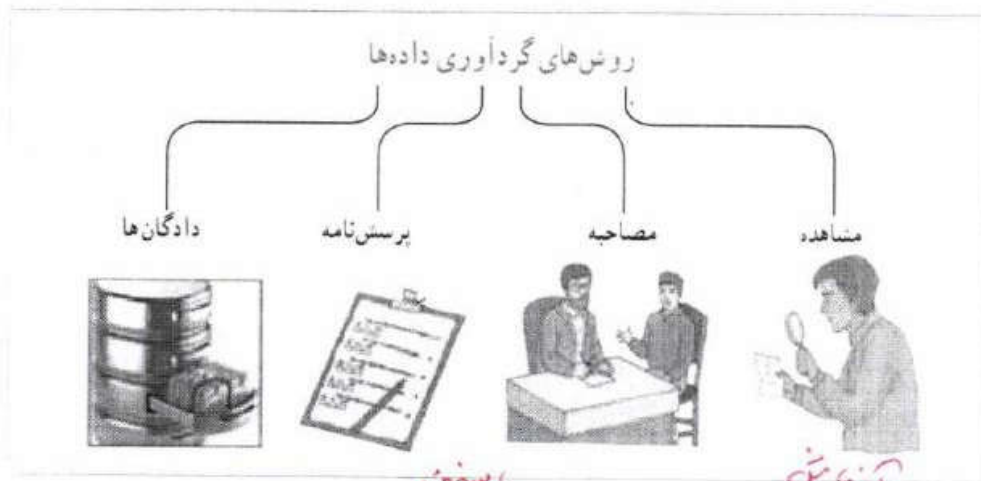 روش‌های گردآوری داده‌ها
مشاهده مصاحبه پرسش‌نامه دادگان‌ها